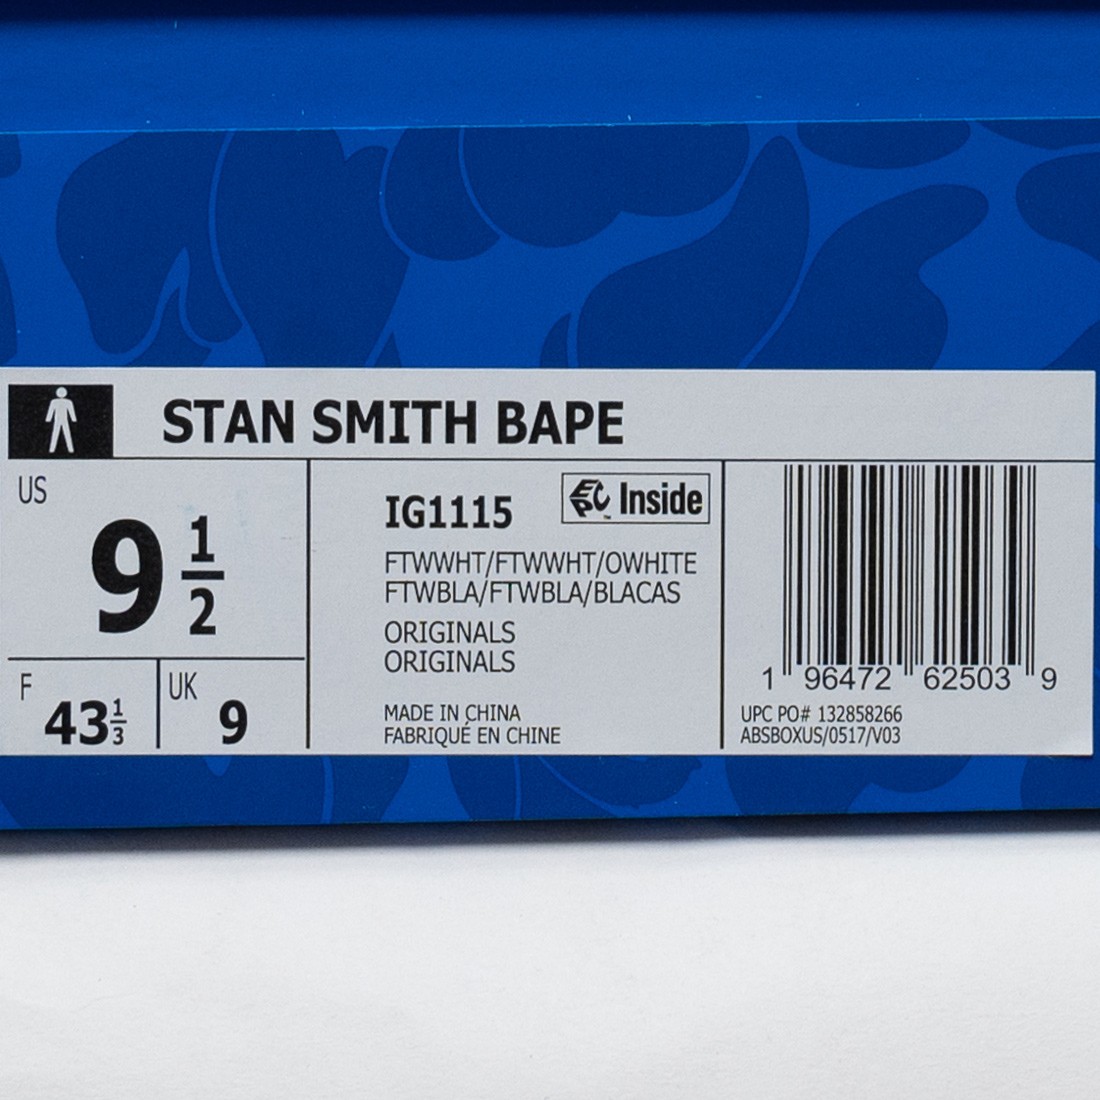 STAN SMITH BAPE
US
9 1/2
F
43 1/3
UK
9
IG1115
EPC Inside
™
FTWWHT/FTWWHT/OWHITE
FTWBLA/FTWBLA/BLACAS
ORIGINALS
ORIGINALS
MADE IN CHINA
FABRIQUÉ EN CHINE
1 96472 62503 9
UPC PO# 132858266
ABSBOXUS/0517/V03